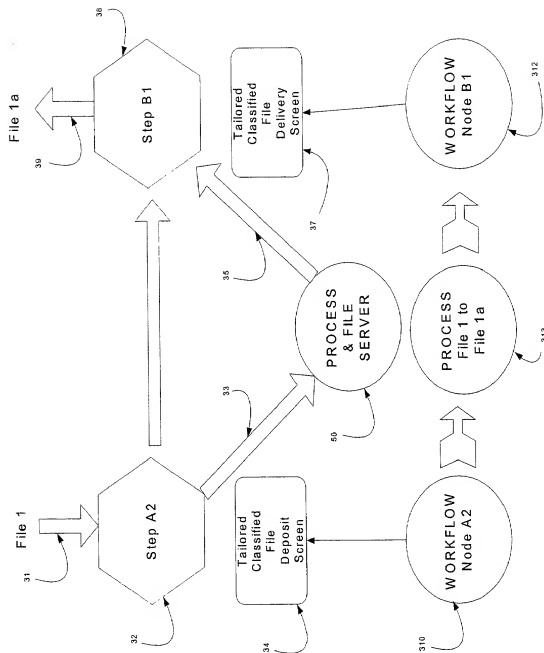 File 1
31
Step A2
32
File 1a
39
Step B1
38
33
35
Tailored
Classified
File
Deposit
Screen
34
PROCESS
& FILE
SERVER
50
Tailored
Classified
File
Delivery
Screen
37
WORKFLOW
Node A2
310
PROCESS
File 1 to
File 1a
313
WORKFLOW
Node B1
312